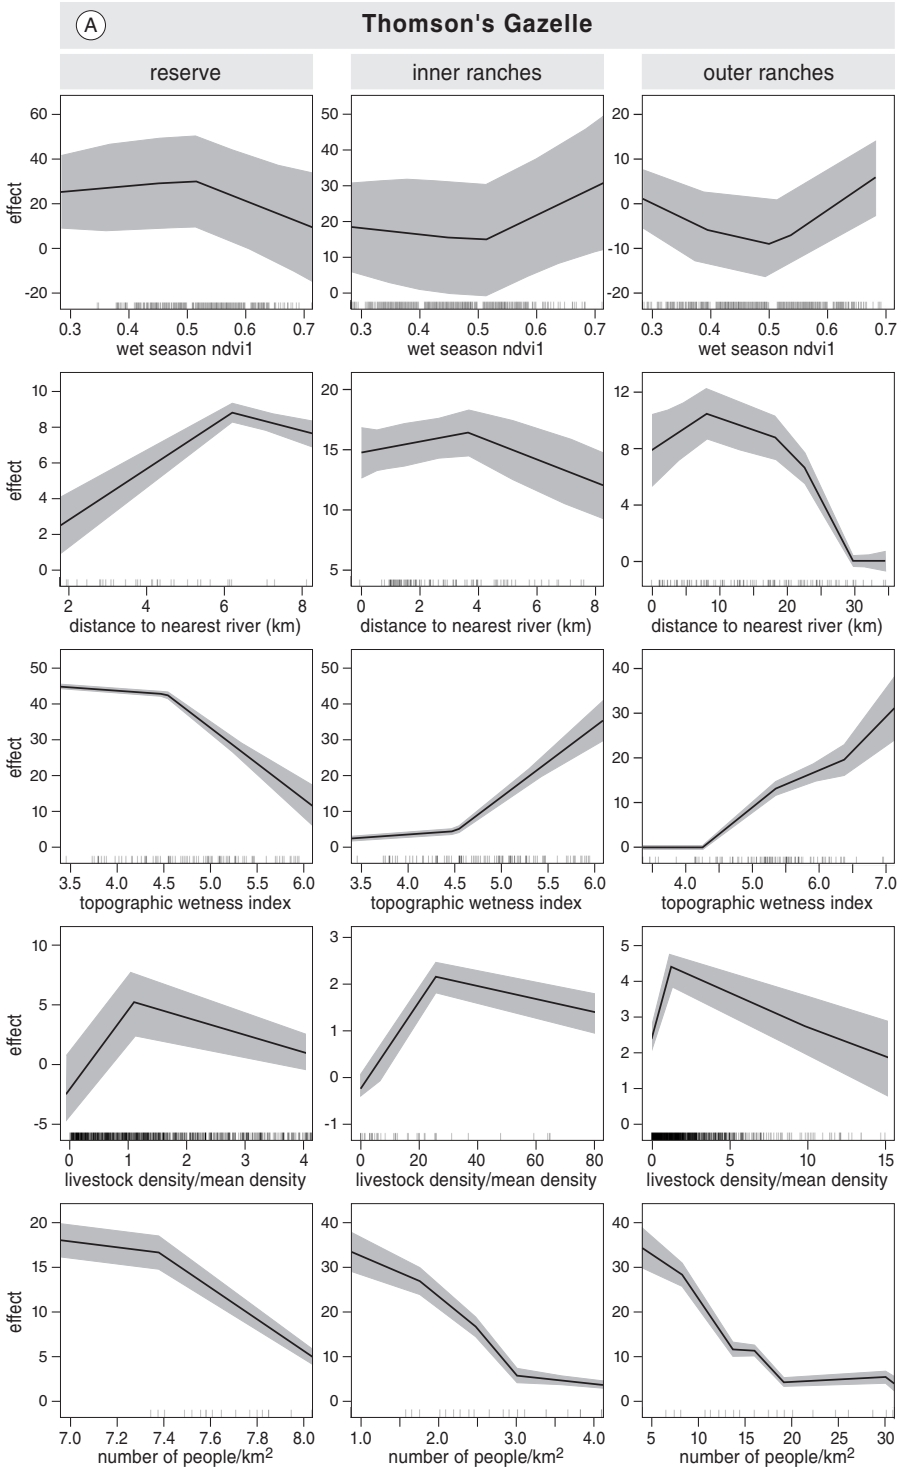 A Thomson's Gazelle
reserve inner ranches outer ranches
60 40 20 0 -20 effect 50 40 30 20 10 0 20 10 0 -10 -20
0.3 0.4 0.5 0.6 0.7 0.3 0.4 0.5 0.6 0.7 0.3 0.4 0.5 0.6 0.7
wet season ndvi1 wet season ndvi1 wet season ndvi1
10 8 6 4 2 0 effect 20 15 10 5 12 8 4 0
2 4 6 8 0 2 4 6 8 0 10 20 30
distance to nearest river (km) distance to nearest river (km) distance to nearest river (km)
50 40 30 20 10 0 effect 50 40 30 20 10 0 40 30 20 10 0
3.5 4.0 4.5 5.0 5.5 6.0 3.5 4.0 4.5 5.0 5.5 6.0 4.0 5.0 6.0 7.0
topographic wetness index topographic wetness index topographic wetness index
10 5 0 -5 effect 3 2 1 0 -1 5 4 3 2 1 0
0 1 2 3 4 0 20 40 60 80 0 5 10 15
livestock density/mean density livestock density/mean density livestock density/mean density
20 15 10 5 0 effect 40 30 20 10 0 40 30 20 10 0
7.0 7.2 7.4 7.6 7.8 8.0 1.0 2.0 3.0 4.0 5 10 15 20 25 30
number of people/km² number of people/km² number of people/km²